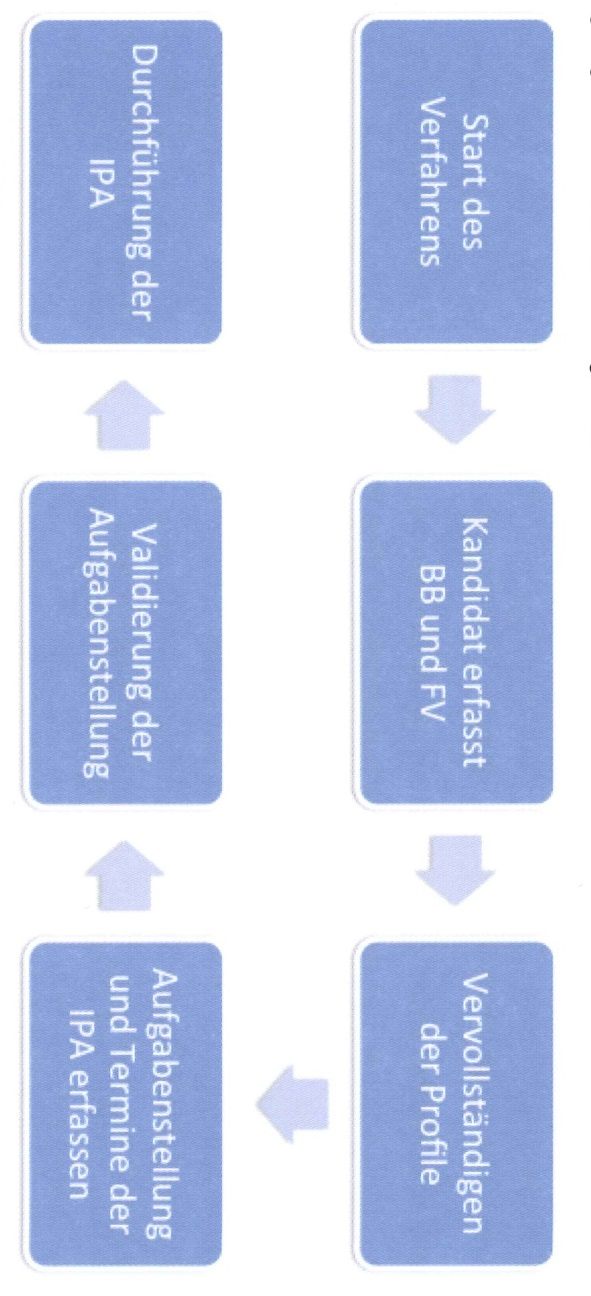 Start des
Verfahrens
Kandidat erfasst
BB und FV
Vervollständigen
der Profile
Aufgabenstellung
und Termine der
IPA erfassen
Validierung der
Aufgabenstellung
Durchführung der
IPA